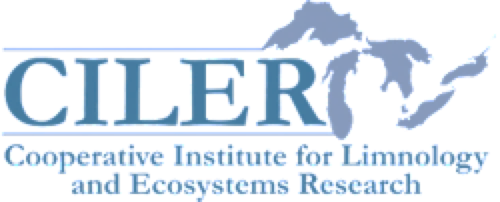 CILER
Cooperative Institute for Limnology
and Ecosystems Research